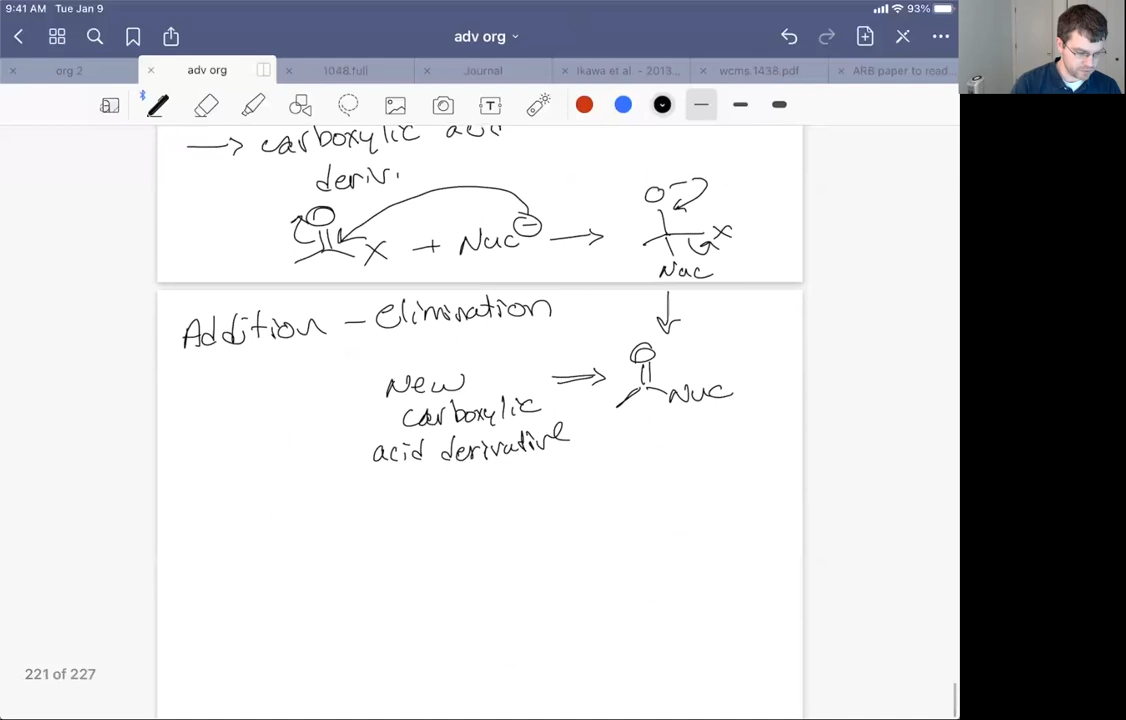 9:41 AM Tue Jan 9
93%
adv org
org 2
adv org
1048.full
Journal
Ikawa et al. - 2013...
wcms.1438.pdf
ARB paper to read...
→ carboxylic acid
deriv.
O
X + Nuc⊖ →
O–
X
Nuc
Addition – elimination
↓
O
New ⇒
Nuc
carboxylic
acid derivative
221 of 227